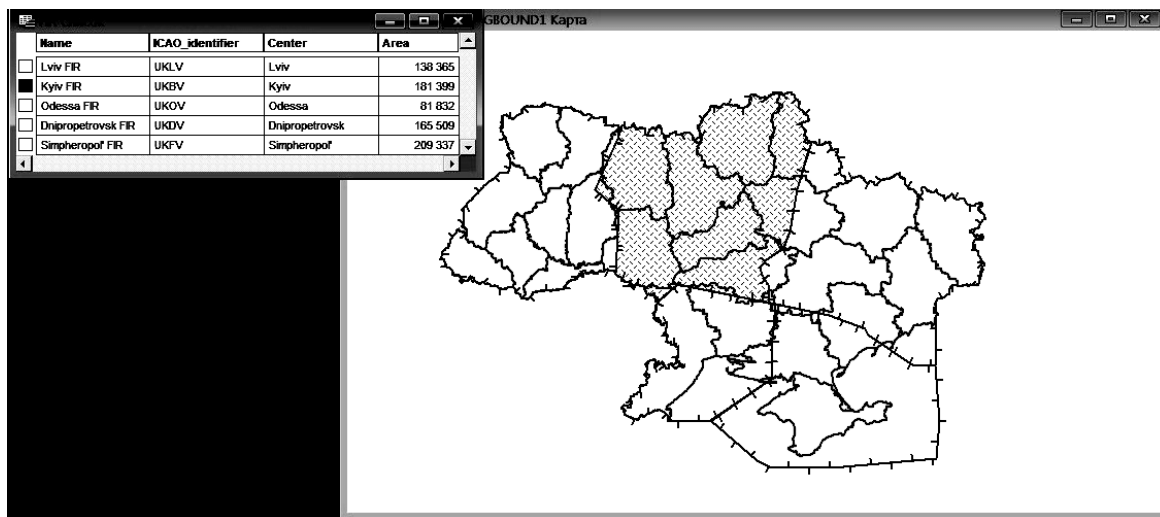 GBOUND1 Карта
Name ICAO_identifier Center Area
Lviv FIR UKLV Lviv 138 365
Kyiv FIR UKBV Kyiv 181 399
Odessa FIR UKOV Odessa 81 832
Dnipropetrovsk FIR UKDV Dnipropetrovsk 165 509
Simpheropol' FIR UKFV Simpheropol' 209 337